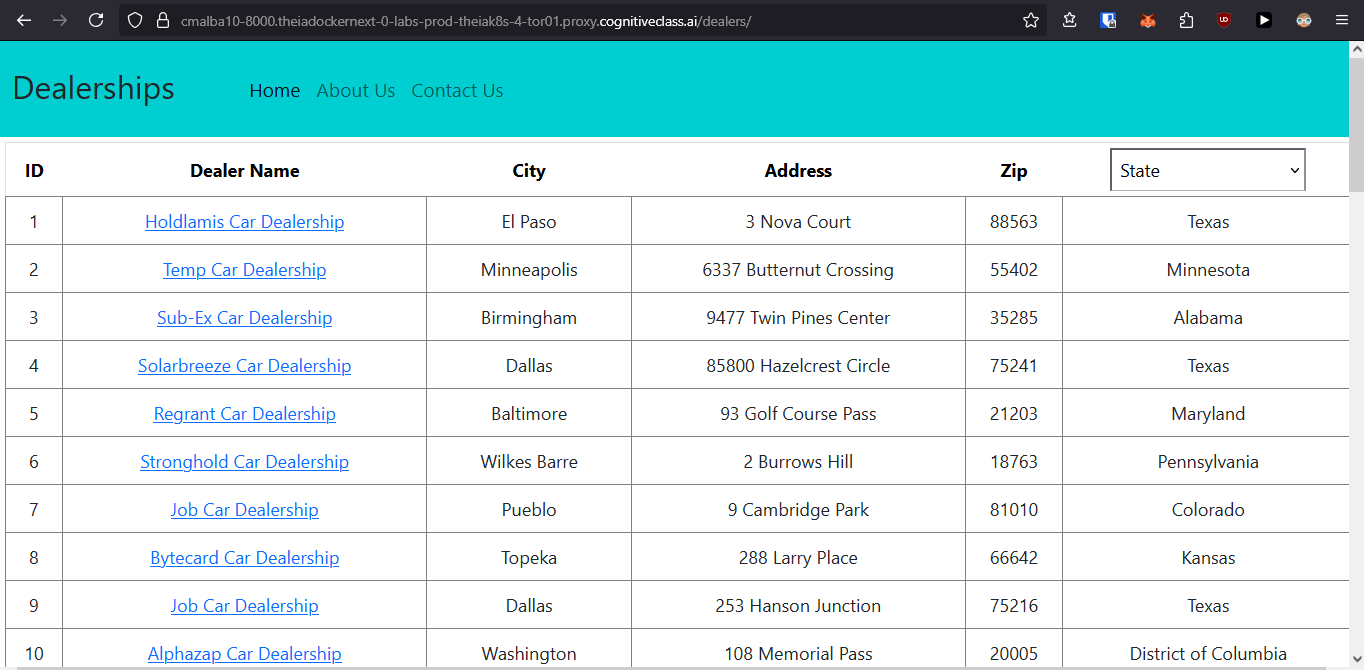 cmalba10-8000.theiadockernext-0-labs-prod-theiak8s-4-tor01.proxy.cognitiveclass.ai/dealers/
Dealerships Home About Us Contact Us
ID Dealer Name City Address Zip State
1 Holdlamis Car Dealership El Paso 3 Nova Court 88563 Texas
2 Temp Car Dealership Minneapolis 6337 Butternut Crossing 55402 Minnesota
3 Sub-Ex Car Dealership Birmingham 9477 Twin Pines Center 35285 Alabama
4 Solarbreeze Car Dealership Dallas 85800 Hazelcrest Circle 75241 Texas
5 Regrant Car Dealership Baltimore 93 Golf Course Pass 21203 Maryland
6 Stronghold Car Dealership Wilkes Barre 2 Burrows Hill 18763 Pennsylvania
7 Job Car Dealership Pueblo 9 Cambridge Park 81010 Colorado
8 Bytecard Car Dealership Topeka 288 Larry Place 66642 Kansas
9 Job Car Dealership Dallas 253 Hanson Junction 75216 Texas
10 Alphazap Car Dealership Washington 108 Memorial Pass 20005 District of Columbia